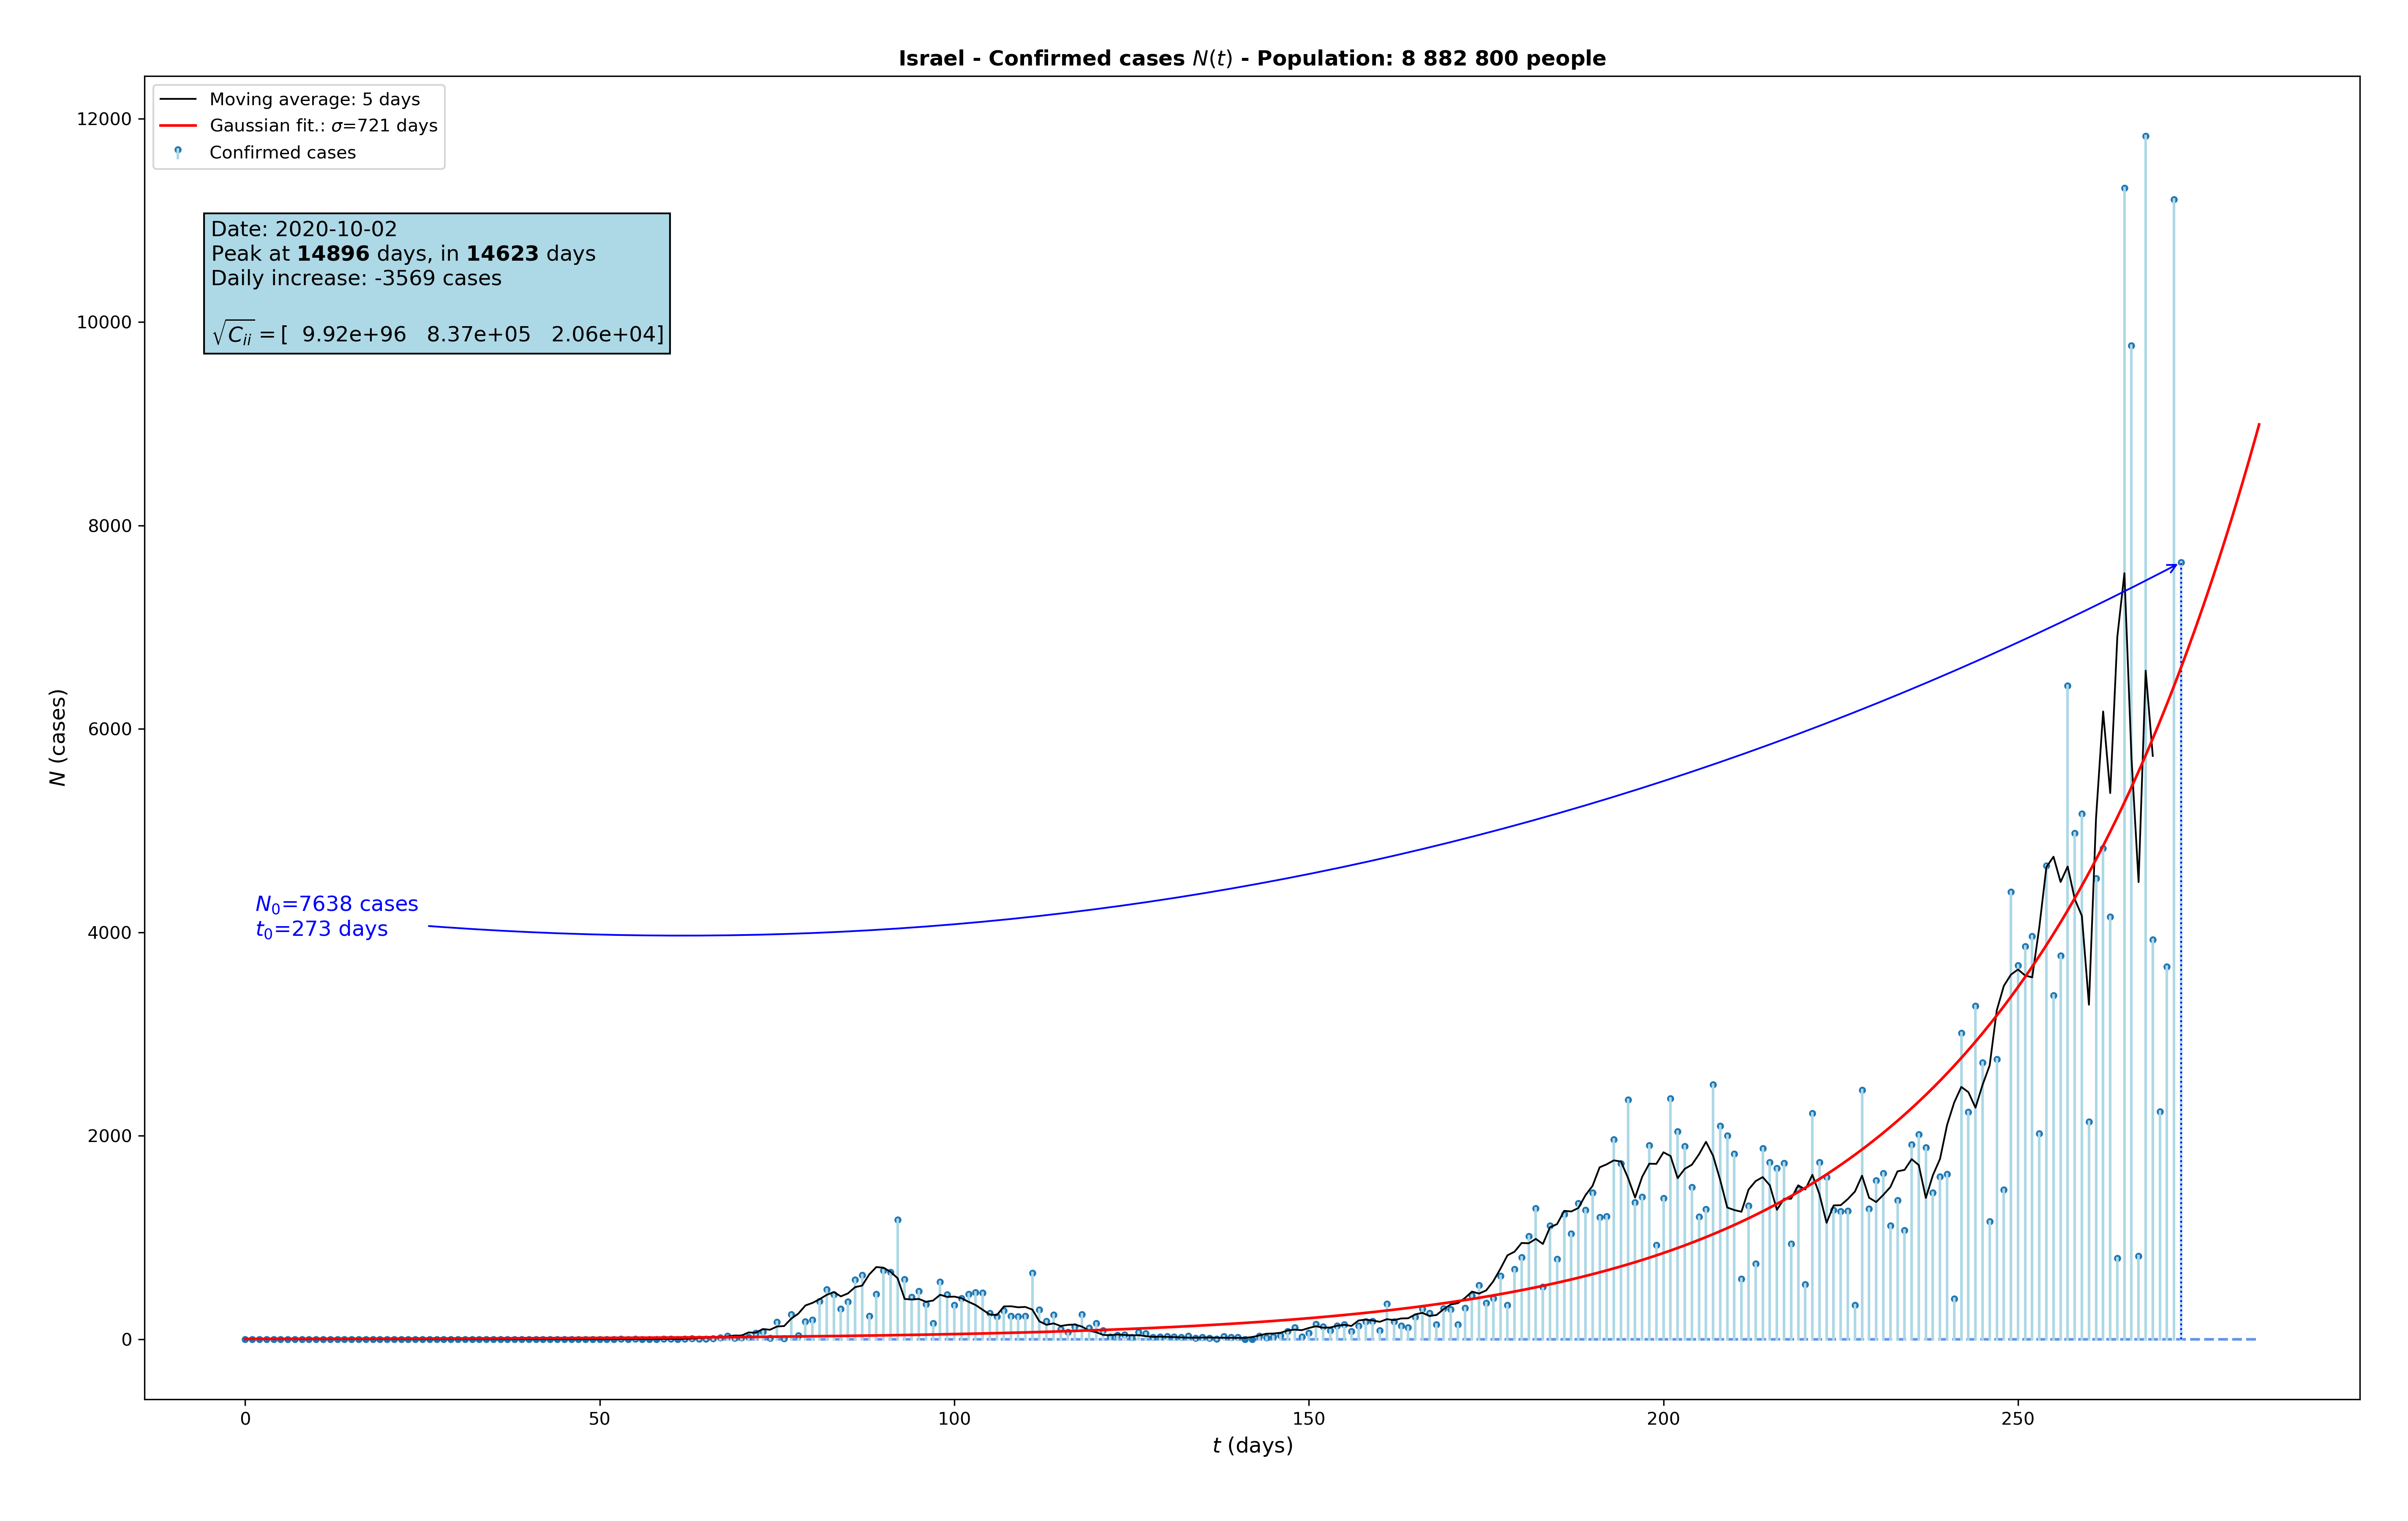 Israel - Confirmed cases N(t) - Population: 8 882 800 people
Moving average: 5 days
Gaussian fit.: σ=721 days
Confirmed cases
Date: 2020-10-02
Peak at 14896 days, in 14623 days
Daily increase: -3569 cases
√Cᵢᵢ = [ 9.92e+96 8.37e+05 2.06e+04]
N₀=7638 cases
t₀=273 days
N (cases)
12000
10000
8000
6000
4000
2000
0
0 50 100 150 200 250
t (days)